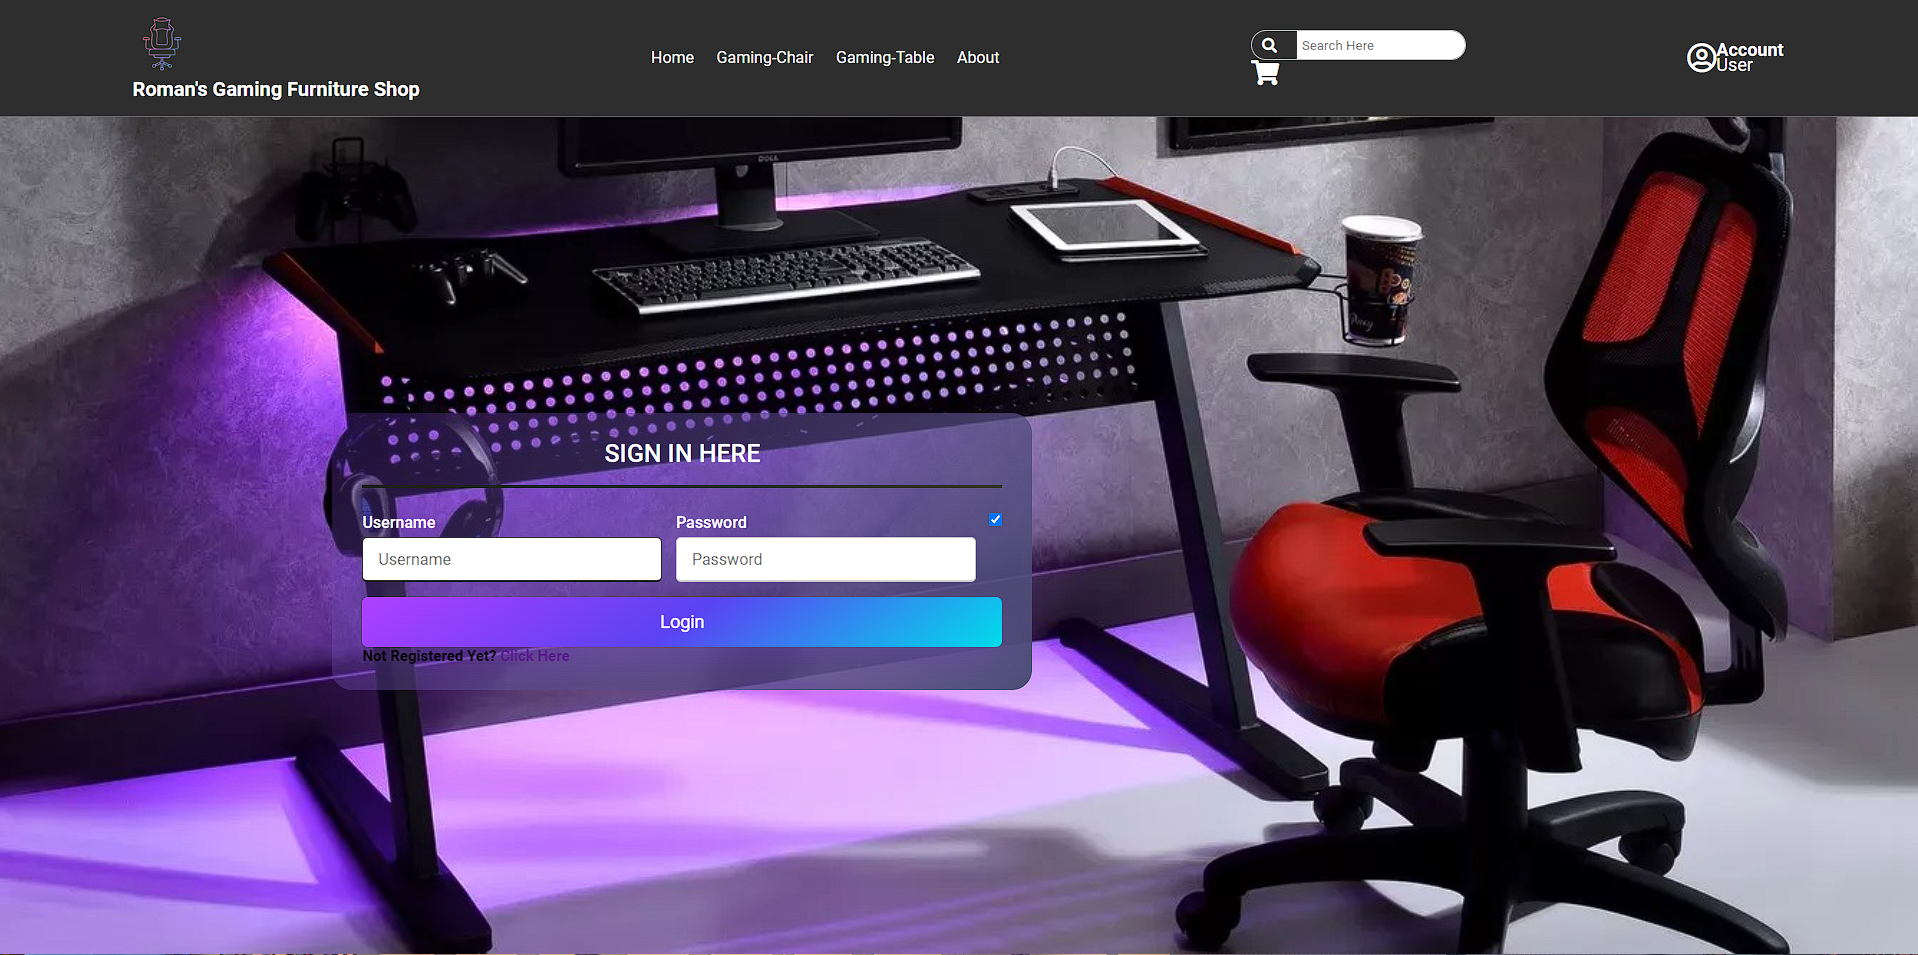 Roman's Gaming Furniture Shop
Home Gaming-Chair Gaming-Table About
Search Here
Account
User
DELL
SIGN IN HERE
Username Password
Username Password
Login
Not Registered Yet? Click Here